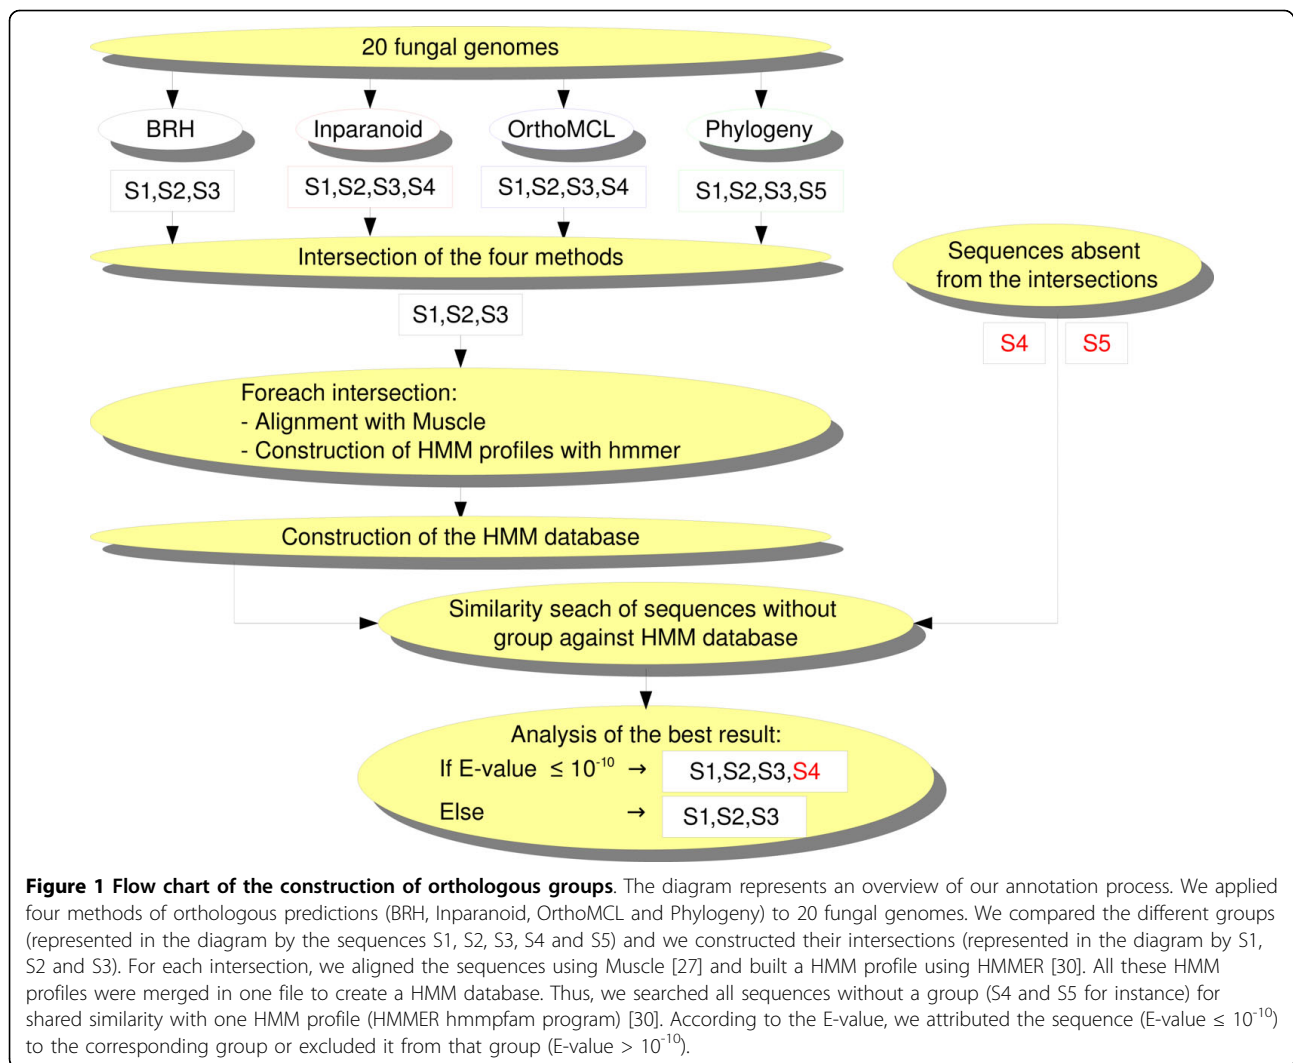 20 fungal genomes
BRH
Inparanoid
OrthoMCL
Phylogeny
S1,S2,S3
S1,S2,S3,S4
S1,S2,S3,S4
S1,S2,S3,S5
Intersection of the four methods
Sequences absent
from the intersections
S1,S2,S3
S4
S5
Foreach intersection:
- Alignment with Muscle
- Construction of HMM profiles with hmmer
Construction of the HMM database
Similarity seach of sequences without
group against HMM database
Analysis of the best result:
If E-value ≤ 10⁻¹⁰ → S1,S2,S3,S4
Else → S1,S2,S3
Figure 1 Flow chart of the construction of orthologous groups. The diagram represents an overview of our annotation process. We applied
four methods of orthologous predictions (BRH, Inparanoid, OrthoMCL and Phylogeny) to 20 fungal genomes. We compared the different groups
(represented in the diagram by the sequences S1, S2, S3, S4 and S5) and we constructed their intersections (represented in the diagram by S1,
S2 and S3). For each intersection, we aligned the sequences using Muscle [27] and built a HMM profile using HMMER [30]. All these HMM
profiles were merged in one file to create a HMM database. Thus, we searched all sequences without a group (S4 and S5 for instance) for
shared similarity with one HMM profile (HMMER hmmpfam program) [30]. According to the E-value, we attributed the sequence (E-value ≤ 10⁻¹⁰)
to the corresponding group or excluded it from that group (E-value > 10⁻¹⁰).